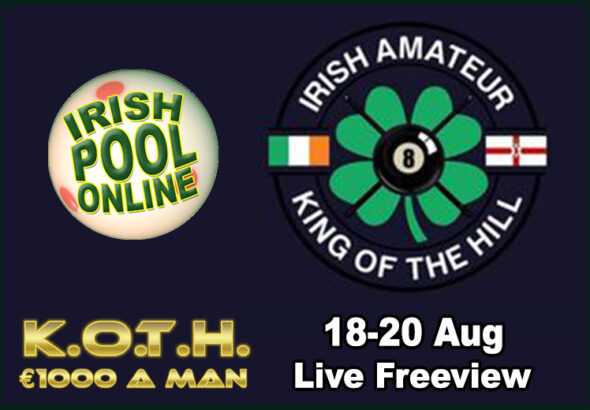 IRISH
POOL
ONLINE
IRISH AMATEUR
8
KING OF THE HILL
K.O.T.H.
€1000 A MAN
18-20 Aug
Live Freeview